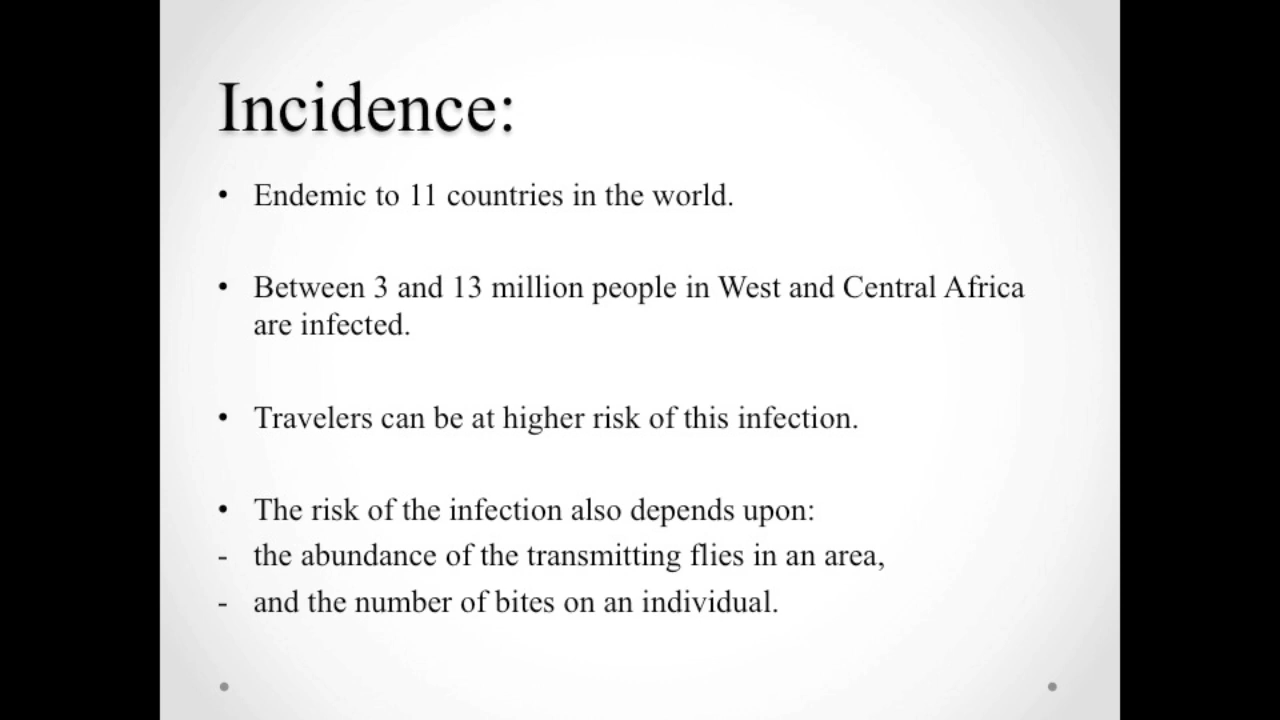 Incidence:
• Endemic to 11 countries in the world.
• Between 3 and 13 million people in West and Central Africa
are infected.
• Travelers can be at higher risk of this infection.
• The risk of the infection also depends upon:
- the abundance of the transmitting flies in an area,
- and the number of bites on an individual.